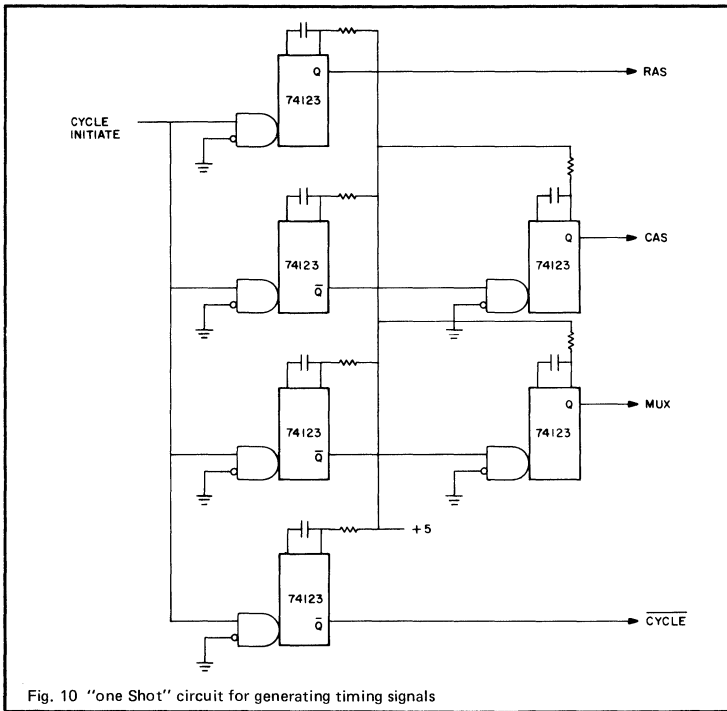 Q
RAS
74123
CYCLE
INITIATE
74123
Q̅
Q
CAS
74123
74123
Q̅
Q
MUX
74123
+5
74123
Q̅
C̅Y̅C̅L̅E̅
Fig. 10 "one Shot" circuit for generating timing signals